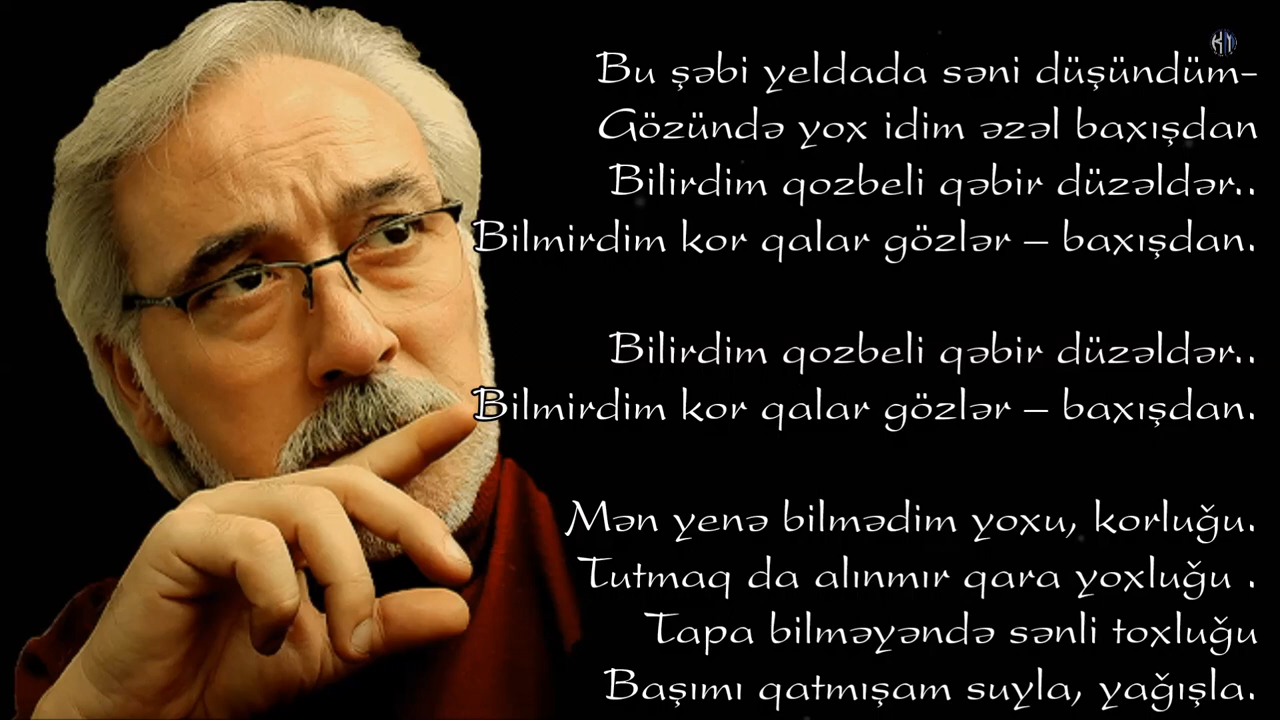 KM
Bu şəbi yeldada səni düşündüm-
Gözündə yox idim əzəl baxışdan
Bilirdim qozbeli qəbir düzəldər..
Bilmirdim kor qalar gözlər – baxışdan.
Bilirdim qozbeli qəbir düzəldər..
Bilmirdim kor qalar gözlər – baxışdan.
Mən yenə bilmədim yoxu, korluğu.
Tutmaq da alınmır qara yoxluğu .
Tapa bilməyəndə sənli toxluğu
Başımı qatmışam suyla, yağışla.